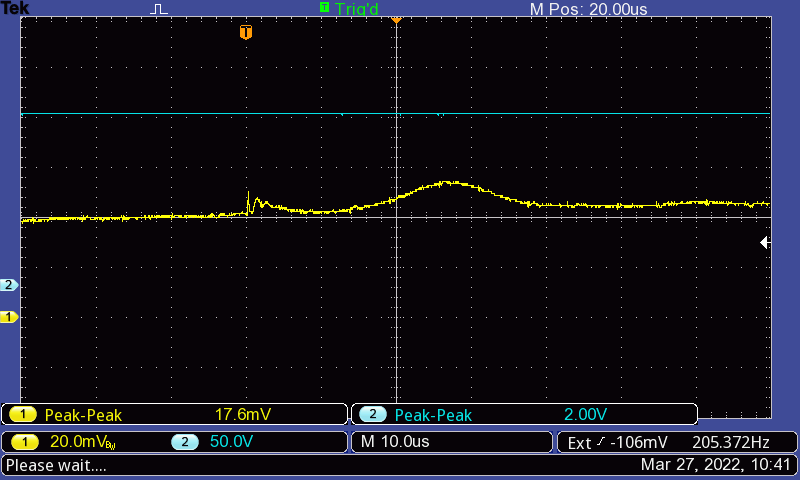 Tek T Trig'd M Pos: 20.00us
T
2
1
1 Peak-Peak 17.6mV 2 Peak-Peak 2.00V
1 20.0mVBW 2 50.0V M 10.0us Ext -106mV 205.372Hz
Please wait.... Mar 27, 2022, 10:41